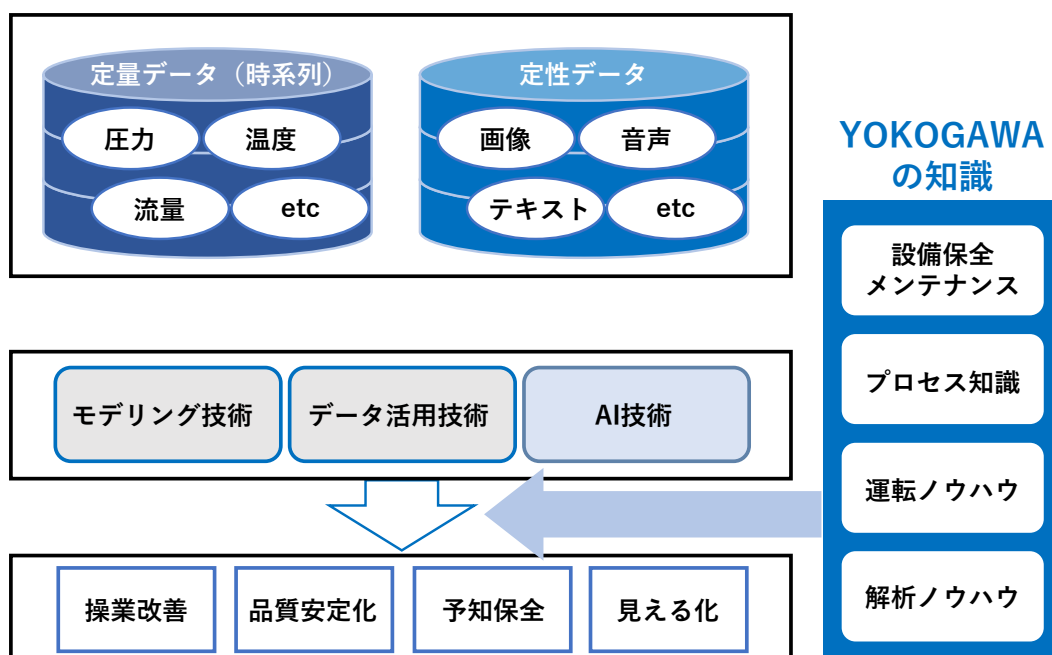 定量データ（時系列）
圧力
温度
流量
etc
定性データ
画像
音声
テキスト
etc
YOKOGAWA
の知識
設備保全
メンテナンス
プロセス知識
運転ノウハウ
解析ノウハウ
モデリング技術
データ活用技術
AI技術
操業改善
品質安定化
予知保全
見える化